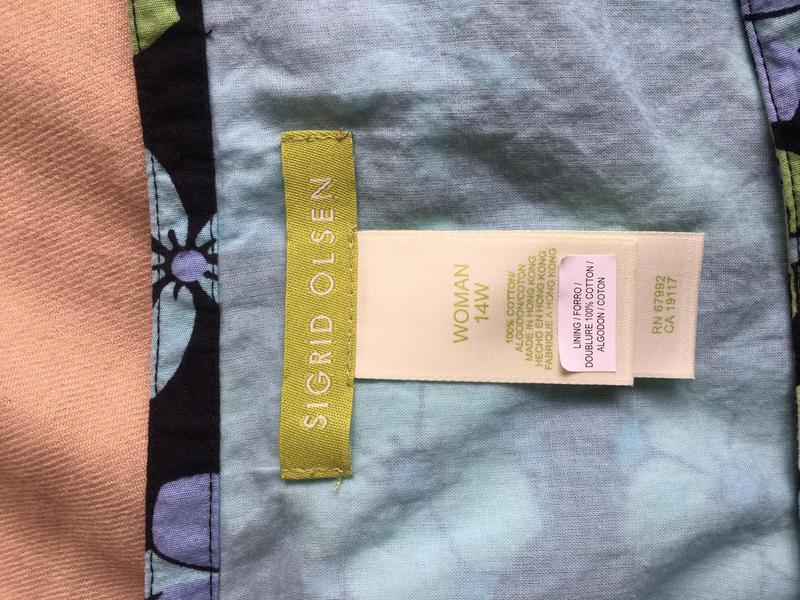 SIGRID OLSEN
WOMAN
14W
100% COTTON/
ALGODON/COTON
MADE IN HONG KONG
HECHO EN HONG KONG
FABRIQUE A HONG KONG
LINING / FORRO /
DOUBLURE 100% COTTON /
ALGODON / COTON
RN 67992
CA 19117